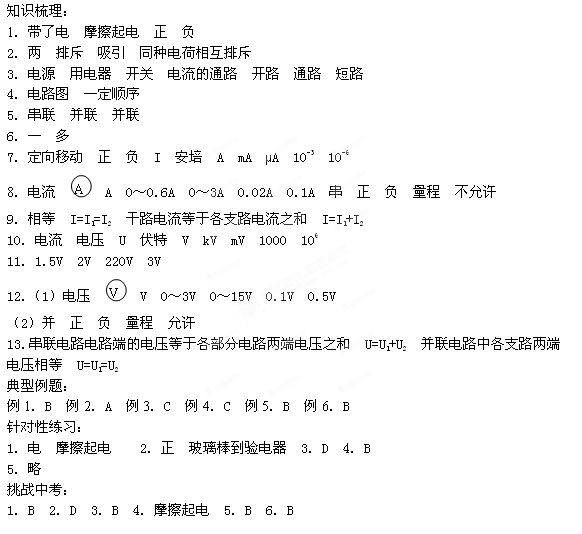 知识梳理:
1. 带了电 摩擦起电 正 负
2. 两 排斥 吸引 同种电荷相互排斥
3. 电源 用电器 开关 电流的通路 开路 通路 短路
4. 电路图 一定顺序
5. 串联 并联 并联
6. 一 多
7. 定向移动 正 负 I 安培 A mA μA 10⁻³ 10⁻⁶
8. 电流 A A 0～0.6A 0～3A 0.02A 0.1A 串 正 负 量程 不允许
9. 相等 I=I₁=I₂ 干路电流等于各支路电流之和 I=I₁+I₂
10. 电流 电压 U 伏特 V kV mV 1000 10⁶
11. 1.5V 2V 220V 3V
12.（1）电压 V V 0～3V 0～15V 0.1V 0.5V
（2）并 正 负 量程 允许
13.串联电路电路端的电压等于各部分电路两端电压之和 U=U₁+U₂ 并联电路中各支路两端
电压相等 U=U₁=U₂
典型例题:
例1. B 例2. A 例3. C 例4. C 例5. B 例6. B
针对性练习:
1. 电 摩擦起电 2. 正 玻璃棒到验电器 3. D 4. B
5. 略
挑战中考:
1. B 2. D 3. B 4. 摩擦起电 5. B 6. B